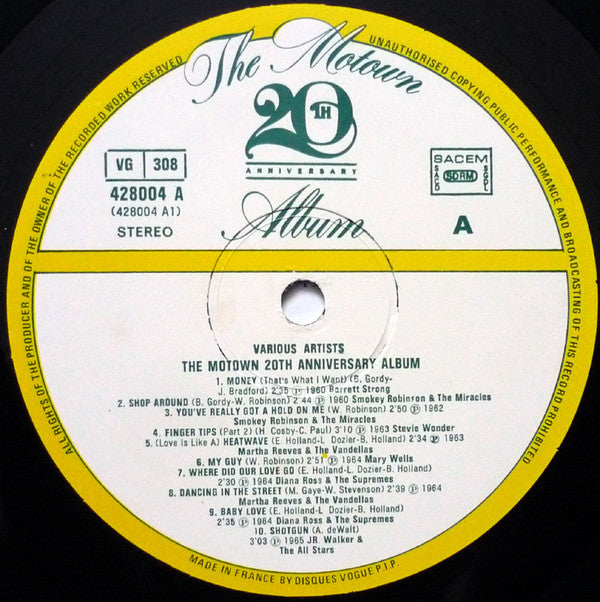 The Motown
20TH
ANNIVERSARY
Album
VG 308
428004 A
(428004 A1)
STEREO
SACEM
SACD SDRM SGDL
A
VARIOUS ARTISTS
THE MOTOWN 20TH ANNIVERSARY ALBUM
1. MONEY (That's What I Want) (B. Gordy-
J. Bradford) 2'35 Ⓟ 1960 Barrett Strong
2. SHOP AROUND (B. Gordy-W. Robinson) 2'44 Ⓟ 1960 Smokey Robinson & The Miracles
3. YOU'VE REALLY GOT A HOLD ON ME (W. Robinson) 2'50 Ⓟ 1962
Smokey Robinson & The Miracles
4. FINGER TIPS (Part 2) (H. Cosby-C. Paul) 3'10 Ⓟ 1963 Stevie Wonder
5. (Love Is Like A) HEATWAVE (E. Holland-L. Dozier-B. Holland) 2'34 Ⓟ 1963
Martha Reeves & The Vandellas
6. MY GUY (W. Robinson) 2'51 Ⓟ 1964 Mary Wells
7. WHERE DID OUR LOVE GO (E. Holland-L. Dozier-B. Holland)
2'30 Ⓟ 1964 Diana Ross & The Supremes
8. DANCING IN THE STREET (M. Gaye-W. Stevenson) 2'39 Ⓟ 1964
Martha Reeves & The Vandellas
9. BABY LOVE (E. Holland-L. Dozier-B. Holland)
2'35 Ⓟ 1964 Diana Ross & The Supremes
10. SHOTGUN (A. deWalt)
3'03 Ⓟ 1965 JR. Walker &
The All Stars
ALL RIGHTS OF THE PRODUCER AND OF THE OWNER OF THE RECORDED WORK RESERVED
UNAUTHORISED COPYING PUBLIC PERFORMANCE AND BROADCASTING OF THIS RECORD PROHIBITED
MADE IN FRANCE BY DISQUES VOGUE P.I.P.